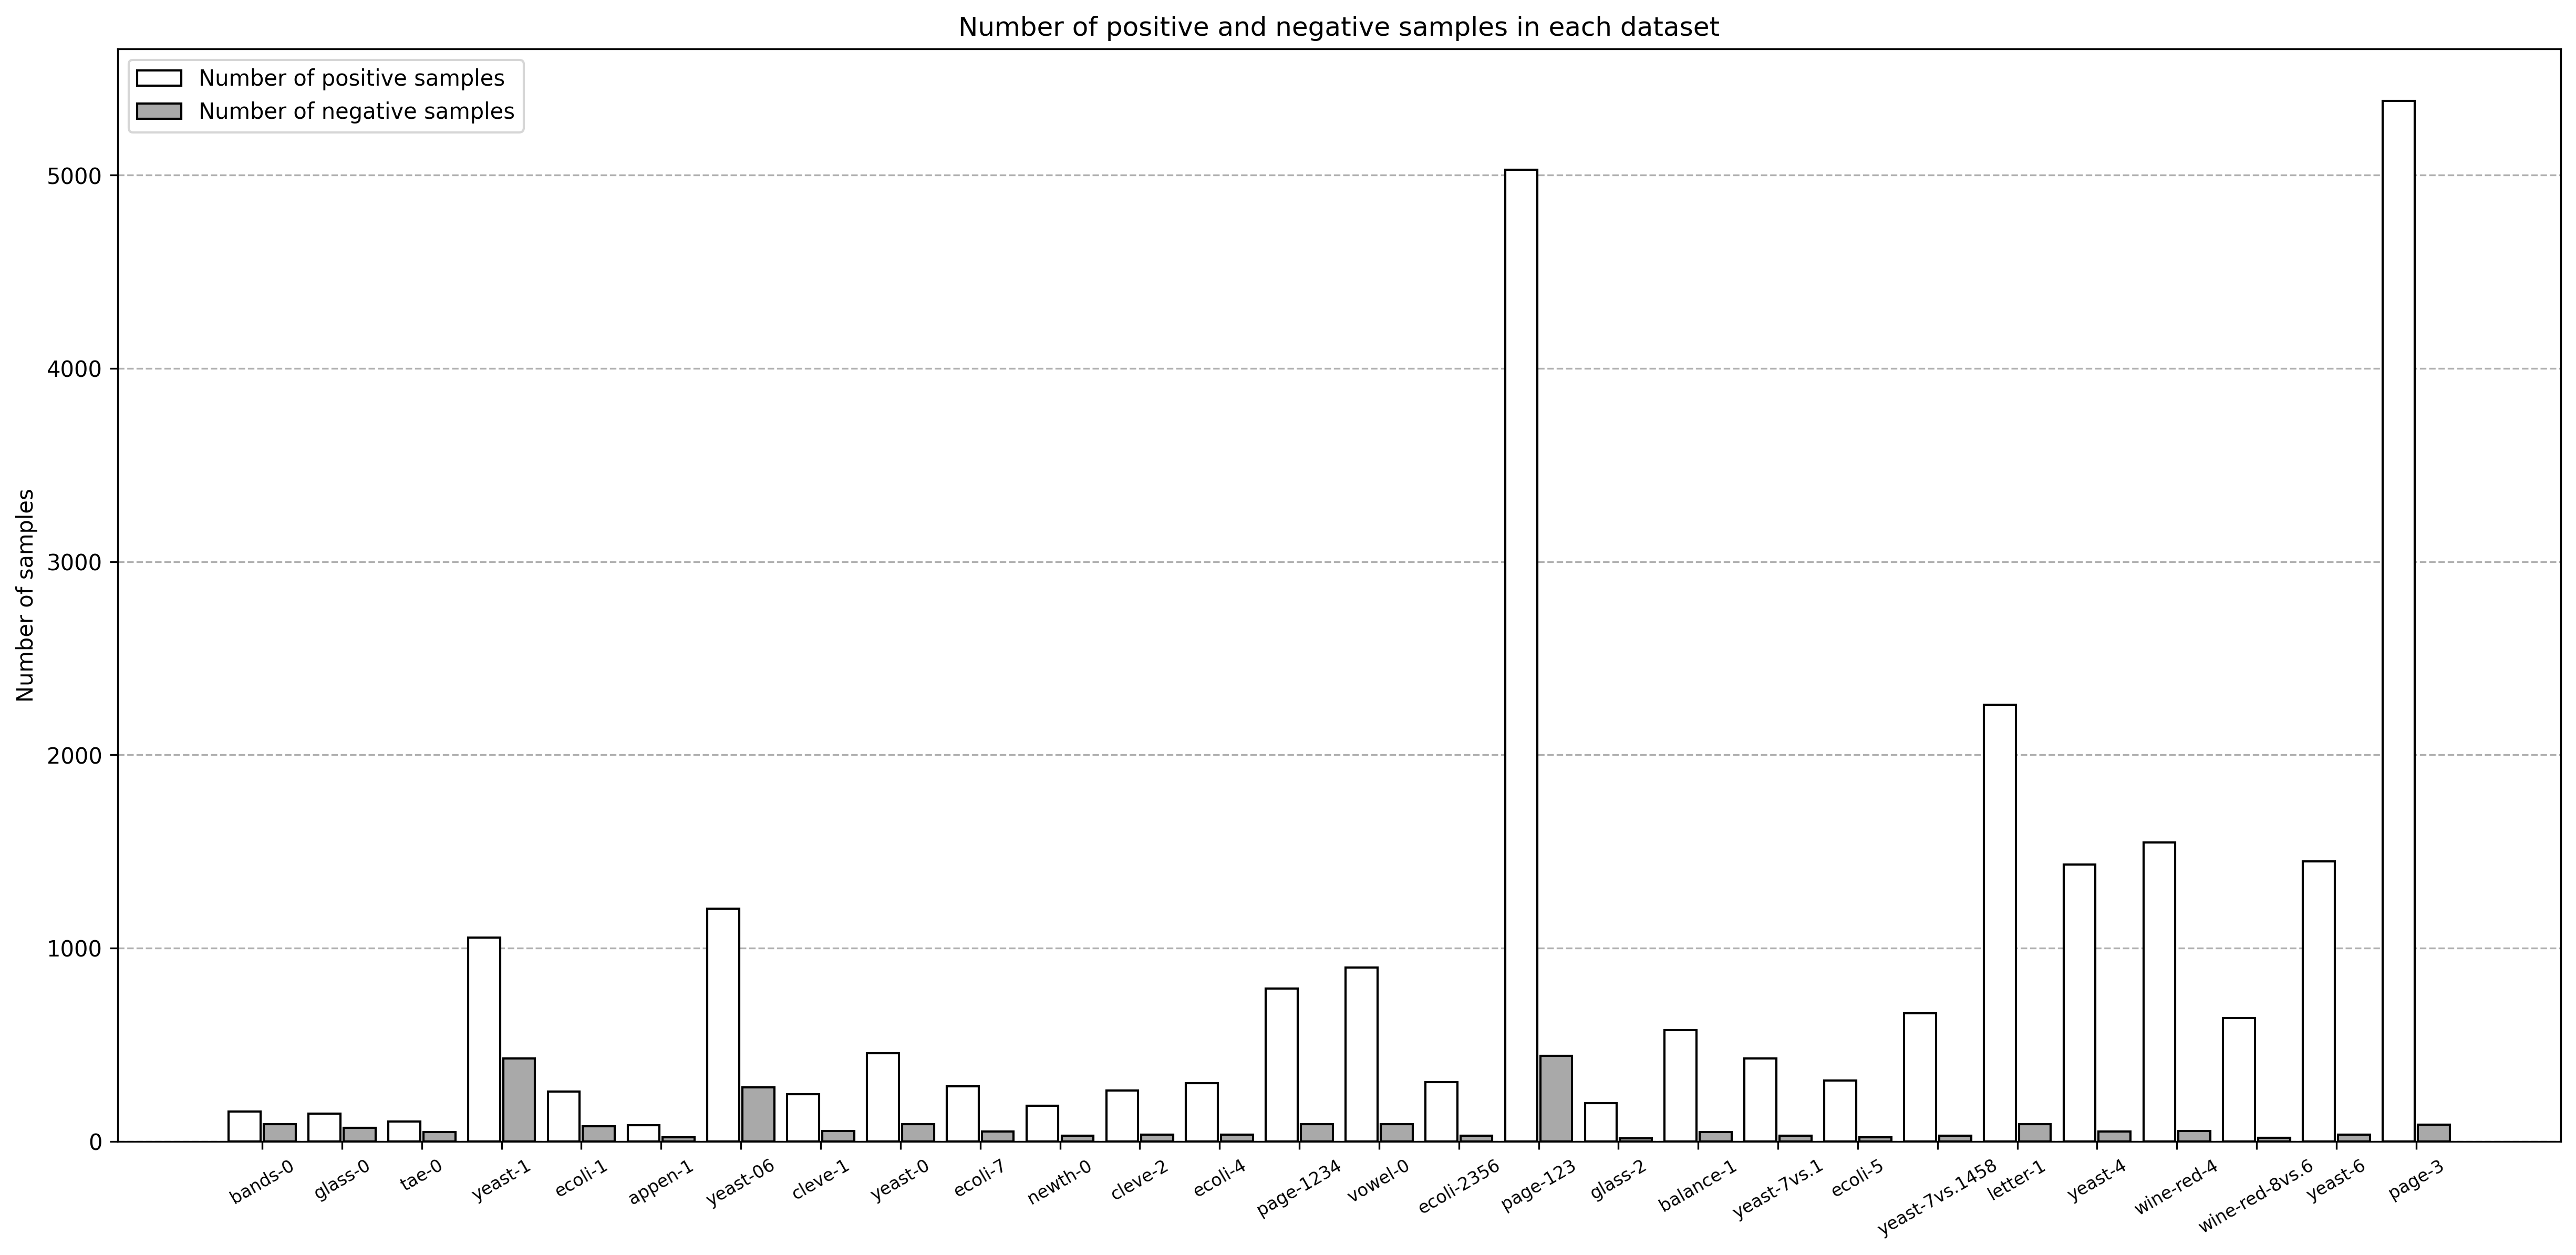 Number of positive and negative samples in each dataset
Number of positive samples
Number of negative samples
Number of samples
5000
4000
3000
2000
1000
0
bands-0
glass-0
tae-0
yeast-1
ecoli-1
appen-1
yeast-06
cleve-1
yeast-0
ecoli-7
newth-0
cleve-2
ecoli-4
page-1234
vowel-0
ecoli-2356
page-123
glass-2
balance-1
yeast-7vs.1
ecoli-5
yeast-7vs.1458
letter-1
yeast-4
wine-red-4
wine-red-8vs.6
yeast-6
page-3